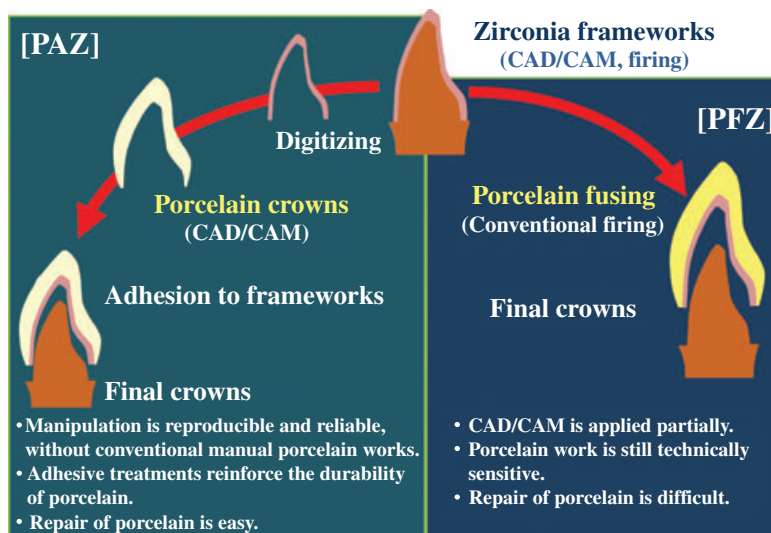 [PAZ]
Zirconia frameworks
(CAD/CAM, firing)
[PFZ]
Digitizing
Porcelain crowns
(CAD/CAM)
Adhesion to frameworks
Final crowns
• Manipulation is reproducible and reliable,
without conventional manual porcelain works.
• Adhesive treatments reinforce the durability
of porcelain.
• Repair of porcelain is easy.
Porcelain fusing
(Conventional firing)
Final crowns
• CAD/CAM is applied partially.
• Porcelain work is still technically
sensitive.
• Repair of porcelain is difficult.